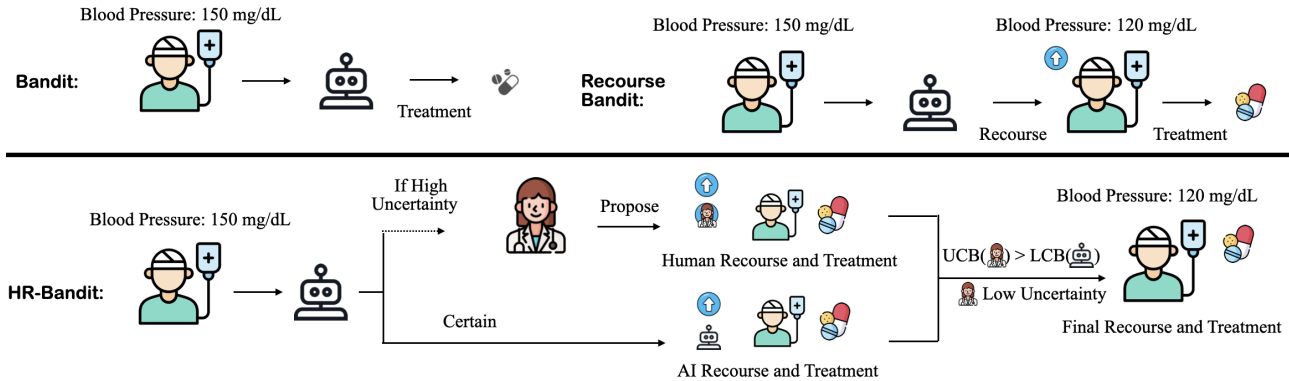 Blood Pressure: 150 mg/dL
Bandit:
Treatment
Blood Pressure: 150 mg/dL
Blood Pressure: 120 mg/dL
Recourse
Bandit:
Recourse
Treatment
If High
Uncertainty
Blood Pressure: 150 mg/dL
HR-Bandit:
Propose
Human Recourse and Treatment
Certain
AI Recourse and Treatment
Blood Pressure: 120 mg/dL
UCB( ) > LCB( )
Low Uncertainty
Final Recourse and Treatment